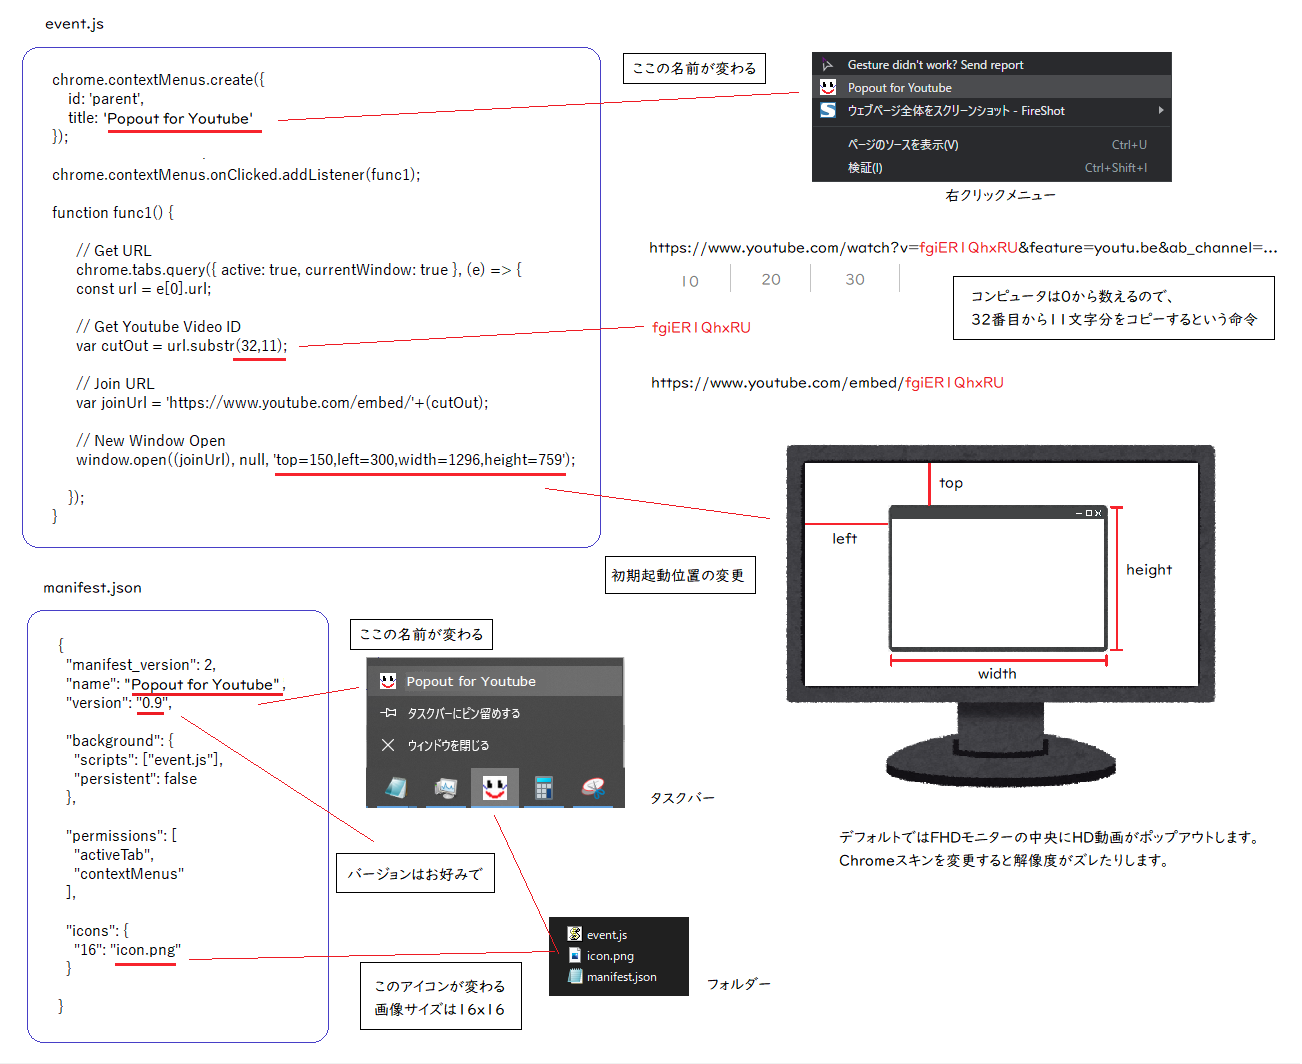 event.js
chrome.contextMenus.create({
id: 'parent',
title: 'Popout for Youtube'
});
chrome.contextMenus.onClicked.addListener(func1);
function func1() {
// Get URL
chrome.tabs.query({ active: true, currentWindow: true }, (e) => {
const url = e[0].url;
// Get Youtube Video ID
var cutOut = url.substr(32,11);
// Join URL
var joinUrl = 'https://www.youtube.com/embed/'+(cutOut);
// New Window Open
window.open((joinUrl), null, 'top=150,left=300,width=1296,height=759');
});
}
ここの名前が変わる
Gesture didn't work? Send report
Popout for Youtube
ウェブページ全体をスクリーンショット - FireShot
ページのソースを表示(V) Ctrl+U
検証(I) Ctrl+Shift+I
右クリックメニュー
https://www.youtube.com/watch?v=fgiER1QhxRU&feature=youtu.be&ab_channel=...
10 20 30
コンピュータは0から数えるので、
32番目から11文字分をコピーするという命令
fgiER1QhxRU
https://www.youtube.com/embed/fgiER1QhxRU
top
left
height
width
初期起動位置の変更
デフォルトではFHDモニターの中央にHD動画がポップアウトします。
Chromeスキンを変更すると解像度がズレたりします。
manifest.json
{
"manifest_version": 2,
"name": "Popout for Youtube",
"version": "0.9",
"background": {
"scripts": ["event.js"],
"persistent": false
},
"permissions": [
"activeTab",
"contextMenus"
],
"icons": {
"16": "icon.png"
}
}
ここの名前が変わる
Popout for Youtube
タスクバーにピン留めする
ウィンドウを閉じる
タスクバー
バージョンはお好みで
event.js
icon.png
manifest.json
フォルダー
このアイコンが変わる
画像サイズは16x16